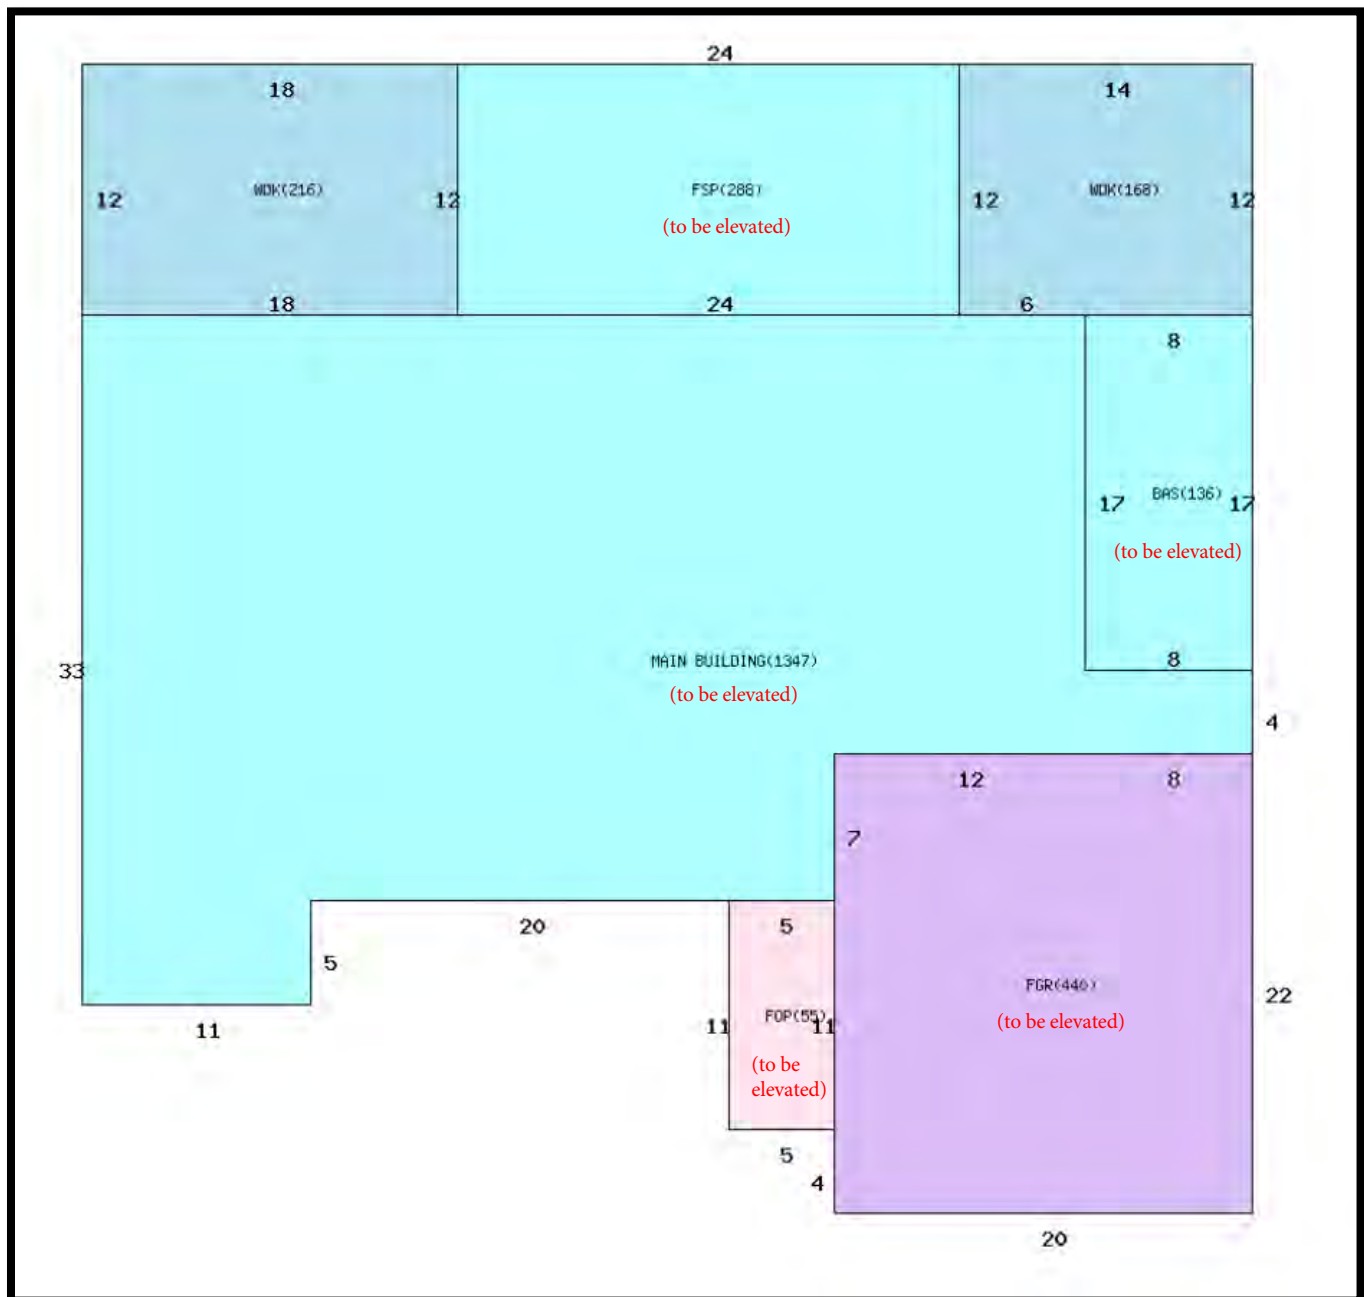 24
18
14
12
WDK(216)
12
FSP(288)
12
WDK(168)
12
(to be elevated)
18
24
6
8
17
BAS(136)
17
(to be elevated)
33
MAIN BUILDING(1347)
8
(to be elevated)
4
12
8
7
20
5
5
FGR(440)
22
11
FOP(55)
11
(to be elevated)
11
(to be
elevated)
5
4
20